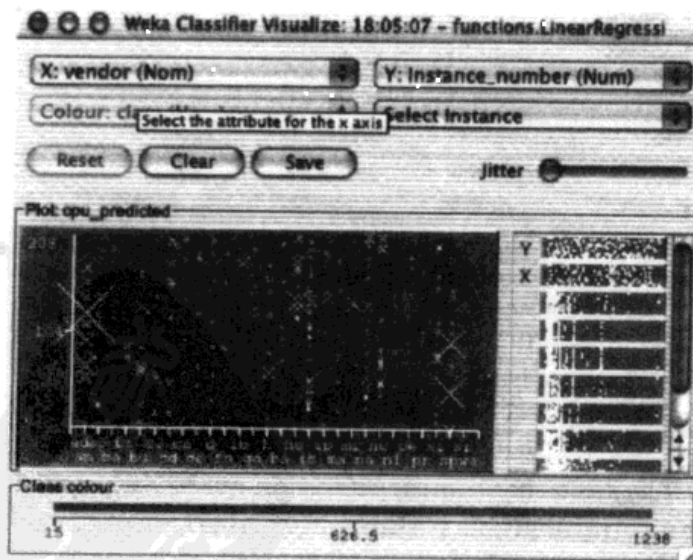 Weka Classifier Visualize: 18:05:07 - functions.LinearRegressi
X: vendor (Nom)
Y: Instance_number (Num)
Colour:
Select the attribute for the x axis
Select Instance
Reset
Clear
Save
Jitter
Plot: cpu_predicted
Y
X
Class colour
15
626.5
1238